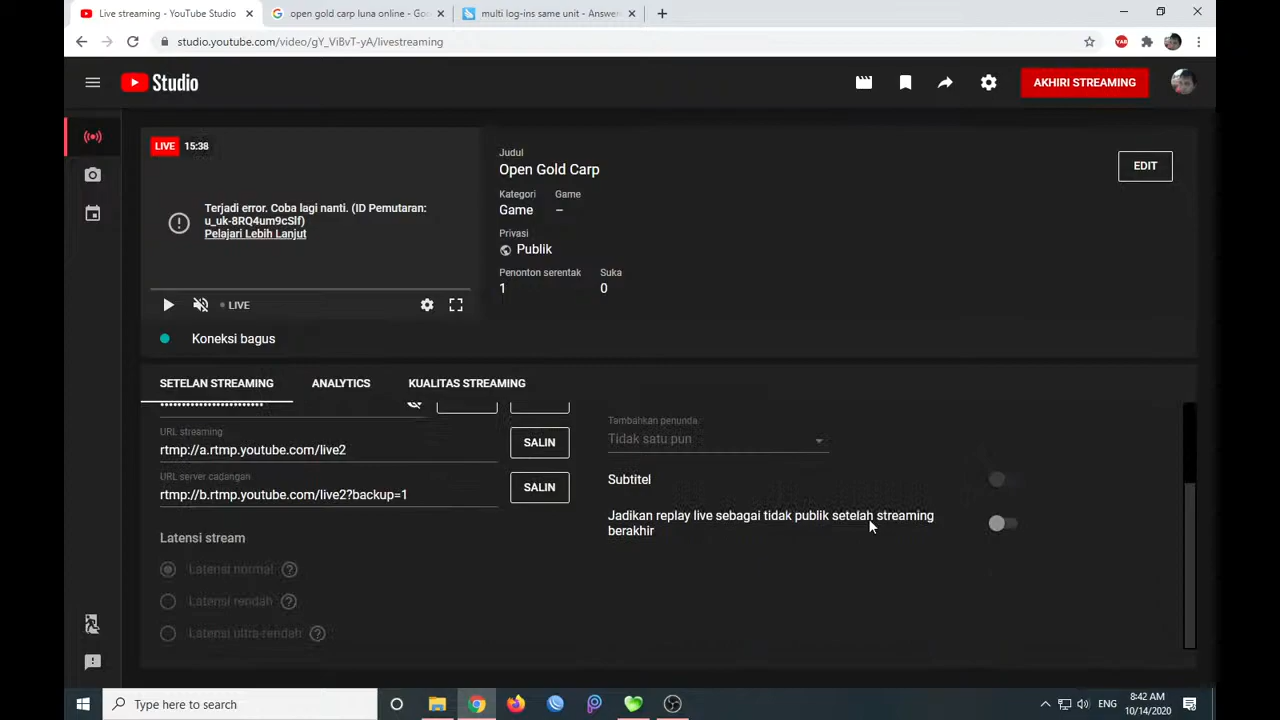 Live streaming - YouTube Studio
open gold carp luna online - Goo
multi log-ins same unit - Answer
studio.youtube.com/video/gY_ViBvT-yA/livestreaming
YAB
Studio
AKHIRI STREAMING
LIVE 15:38
Terjadi error. Coba lagi nanti. (ID Pemutaran:
u_uk-8RQ4um9cSlf)
Pelajari Lebih Lanjut
LIVE
Koneksi bagus
Judul
Open Gold Carp
EDIT
Kategori Game
Game –
Privasi
Publik
Penonton serentak Suka
1 0
SETELAN STREAMING ANALYTICS KUALITAS STREAMING
URL streaming
rtmp://a.rtmp.youtube.com/live2
SALIN
URL server cadangan
rtmp://b.rtmp.youtube.com/live2?backup=1
SALIN
Latensi stream
Latensi normal
Latensi rendah
Latensi ultra-rendah
Tambahkan penunda
Tidak satu pun
Subtitel
Jadikan replay live sebagai tidak publik setelah streaming
berakhir
Type here to search
ENG
8:42 AM
10/14/2020